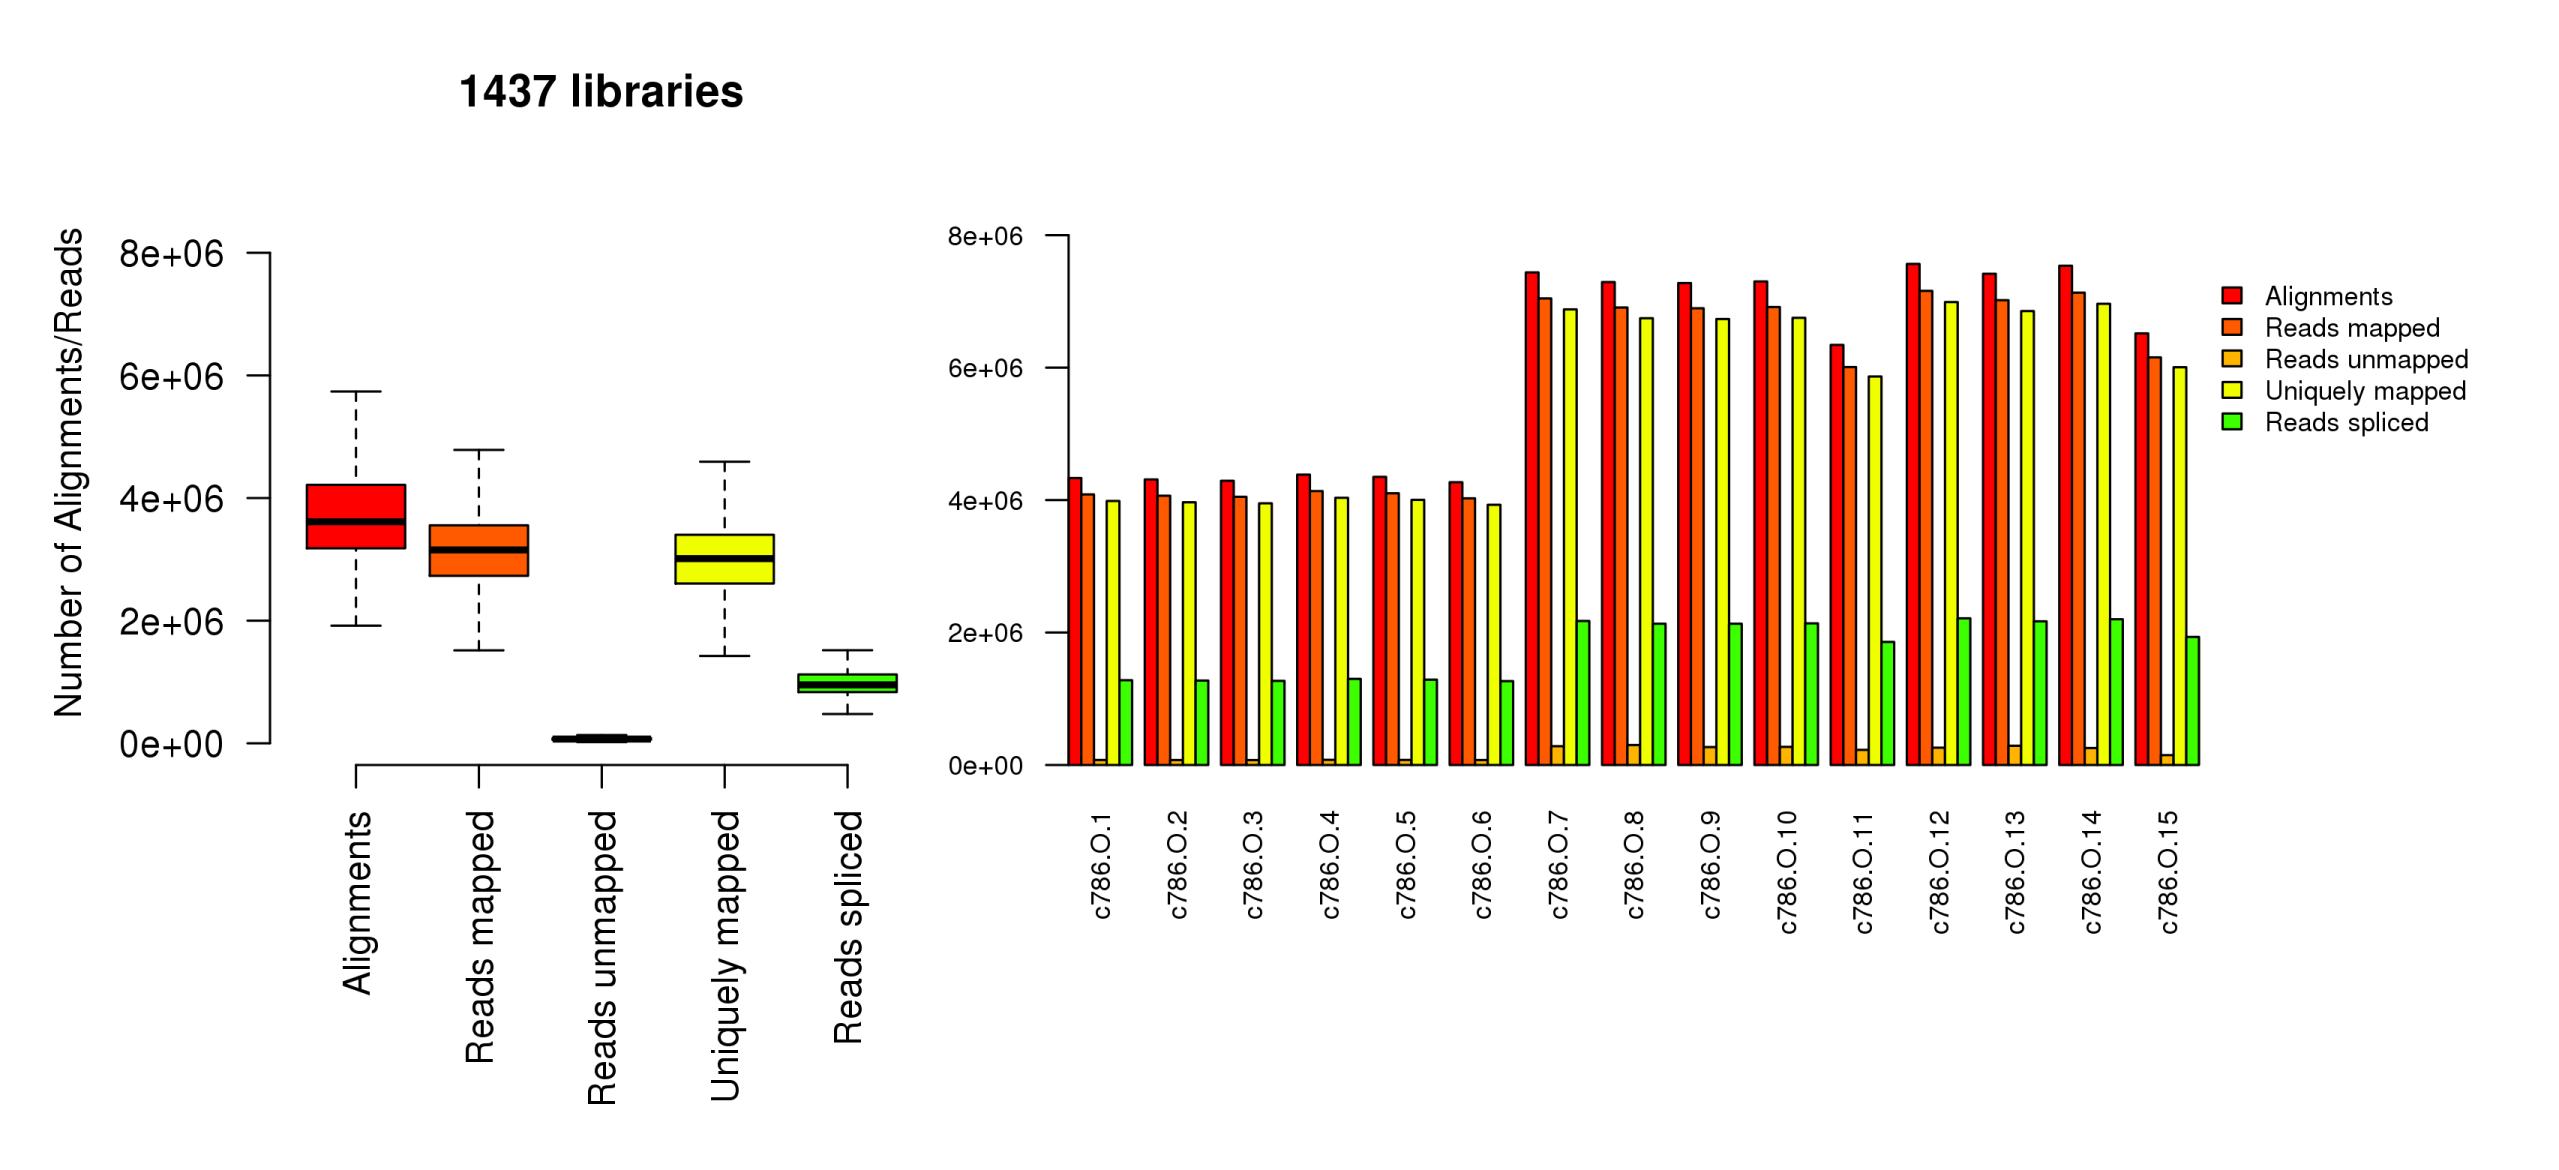 1437 libraries
Number of Alignments/Reads
8e+06
6e+06
4e+06
2e+06
0e+00
Alignments
Reads mapped
Reads unmapped
Uniquely mapped
Reads spliced
8e+06
6e+06
4e+06
2e+06
0e+00
c786.O.1
c786.O.2
c786.O.3
c786.O.4
c786.O.5
c786.O.6
c786.O.7
c786.O.8
c786.O.9
c786.O.10
c786.O.11
c786.O.12
c786.O.13
c786.O.14
c786.O.15
Alignments
Reads mapped
Reads unmapped
Uniquely mapped
Reads spliced